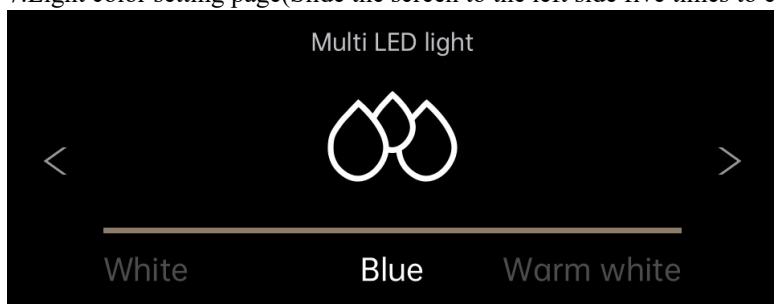 7.Light color setting page(Slide the screen to the left side five times to
Multi LED light
White
Blue
Warm white